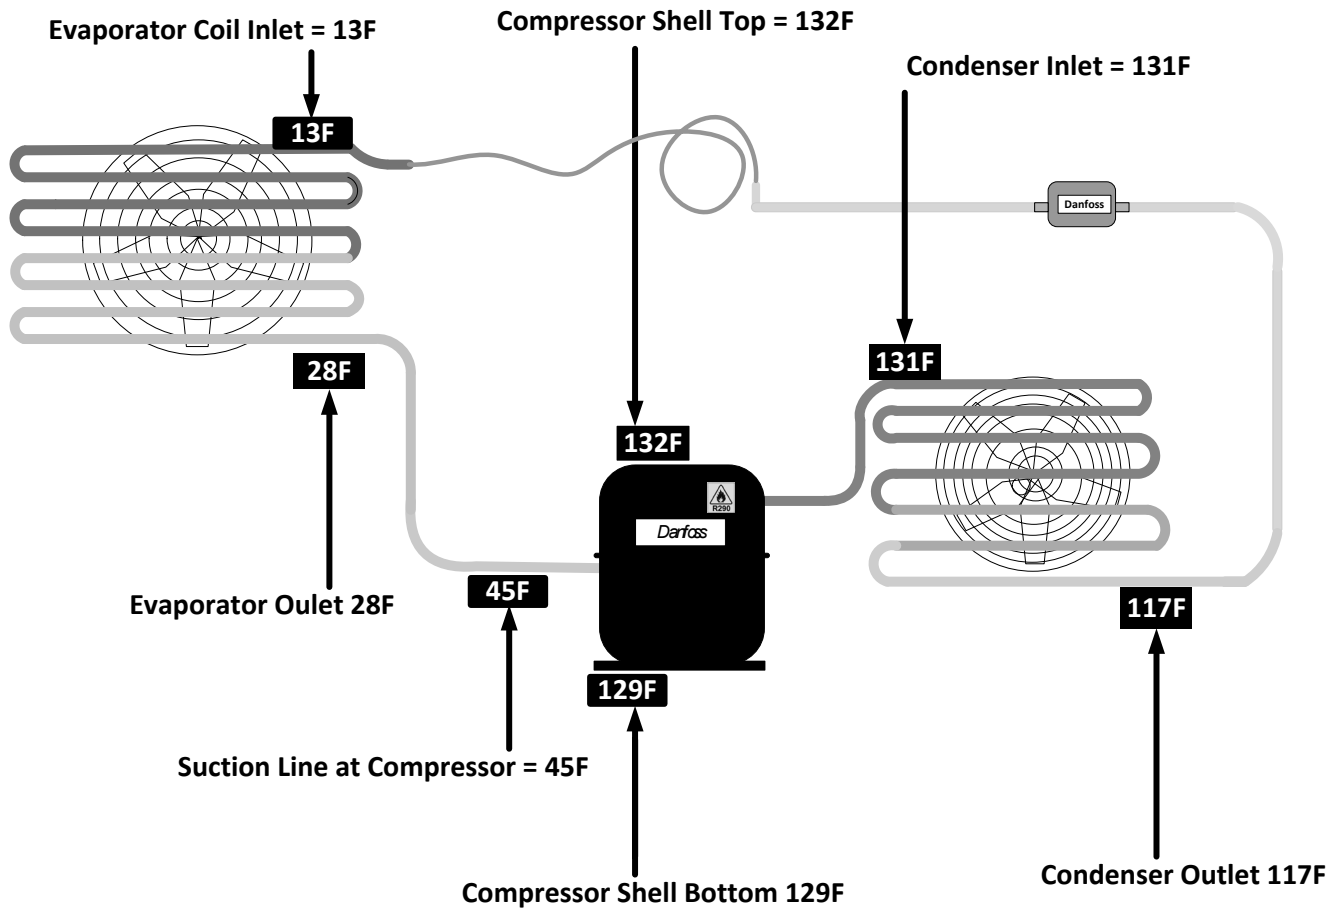 Evaporator Coil Inlet = 13F
Compressor Shell Top = 132F
Condenser Inlet = 131F
13F
Danfoss
28F
131F
132F
R290
Danfoss
45F
117F
Evaporator Oulet 28F
129F
Suction Line at Compressor = 45F
Condenser Outlet 117F
Compressor Shell Bottom 129F